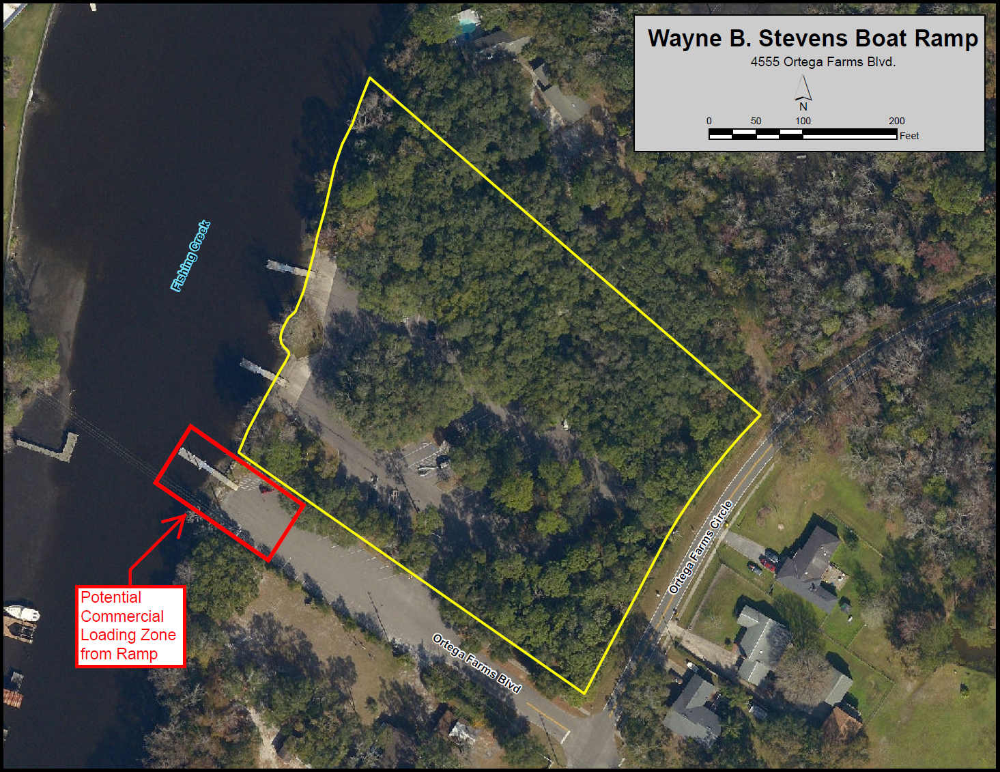 Wayne B. Stevens Boat Ramp
4555 Ortega Farms Blvd.
N
0 50 100 200
Feet
Fishing Creek
Ortega Farms Circle
Potential
Commercial
Loading Zone
from Ramp
Ortega Farms Blvd